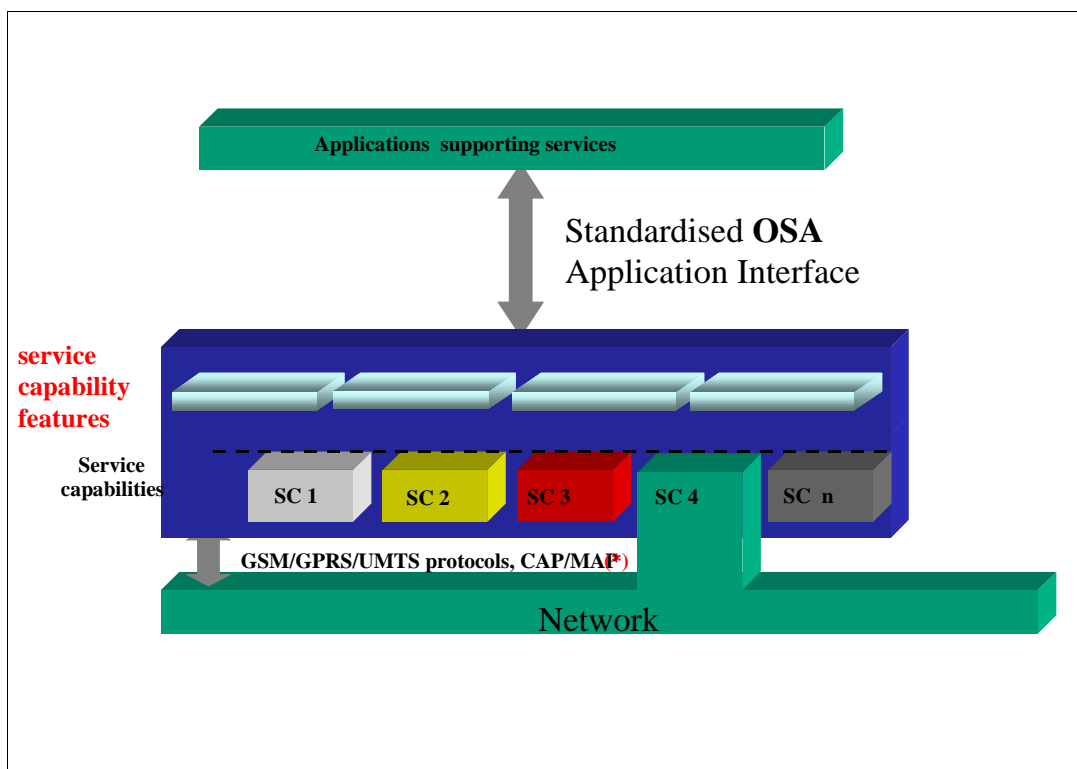 Applications supporting services
Standardised OSA
Application Interface
service
capability
features
Service
capabilities
SC 1
SC 2
SC 3
SC 4
SC n
GSM/GPRS/UMTS protocols, CAP/MAP(*)
Network